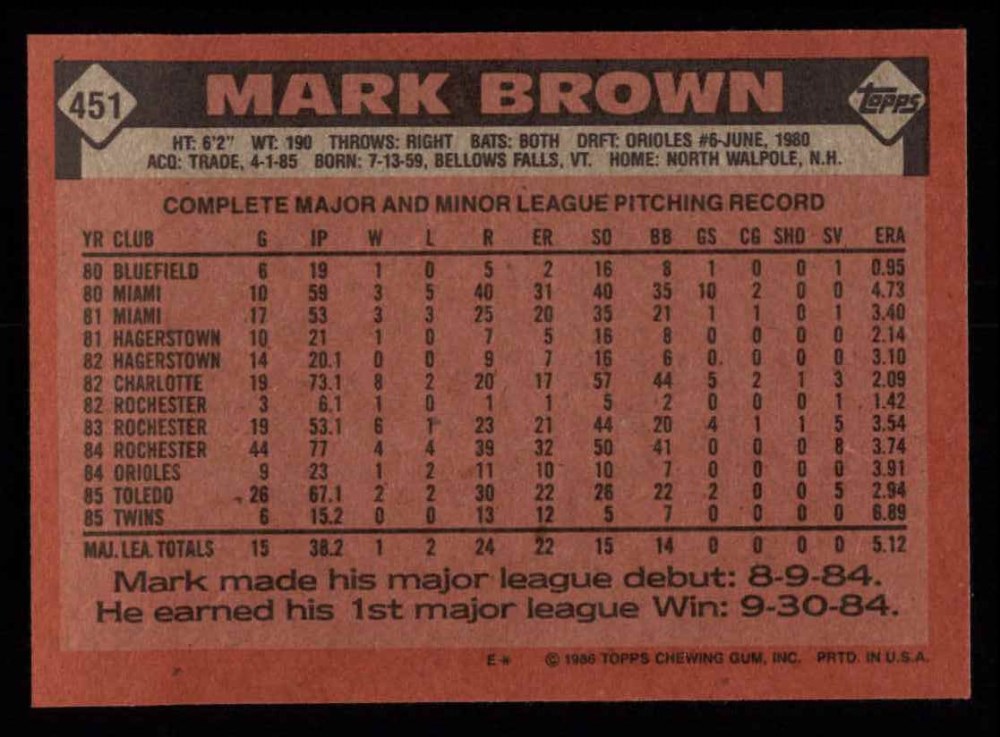 451 MARK BROWN Topps
HT: 6'2" WT: 190 THROWS: RIGHT BATS: BOTH DRFT: ORIOLES #6-JUNE, 1980
ACQ: TRADE, 4-1-85 BORN: 7-13-59, BELLOWS FALLS, VT. HOME: NORTH WALPOLE, N.H.
COMPLETE MAJOR AND MINOR LEAGUE PITCHING RECORD
YR CLUB G IP W L R ER SO BB GS CG SHO SV ERA
80 BLUEFIELD 6 19 1 0 5 2 16 8 1 0 0 1 0.95
80 MIAMI 10 59 3 5 40 31 40 35 10 2 0 0 4.73
81 MIAMI 17 53 3 3 25 20 35 21 1 1 0 1 3.40
81 HAGERSTOWN 10 21 1 0 7 5 16 8 0 0 0 0 2.14
82 HAGERSTOWN 14 20.1 0 0 9 7 16 6 0 0 0 0 3.10
82 CHARLOTTE 19 73.1 8 2 20 17 57 44 5 2 1 3 2.09
82 ROCHESTER 3 6.1 1 0 1 1 5 2 0 0 0 1 1.42
83 ROCHESTER 19 53.1 6 1 23 21 44 20 4 1 1 5 3.54
84 ROCHESTER 44 77 4 4 39 32 50 41 0 0 0 8 3.74
84 ORIOLES 9 23 1 2 11 10 10 7 0 0 0 0 3.91
85 TOLEDO 26 67.1 2 2 30 22 26 22 2 0 0 5 2.94
85 TWINS 6 15.2 0 0 13 12 5 7 0 0 0 0 6.89
MAJ. LEA. TOTALS 15 38.2 1 2 24 22 15 14 0 0 0 0 5.12
Mark made his major league debut: 8-9-84.
He earned his 1st major league Win: 9-30-84.
E* © 1986 TOPPS CHEWING GUM, INC. PRTD. IN U.S.A.